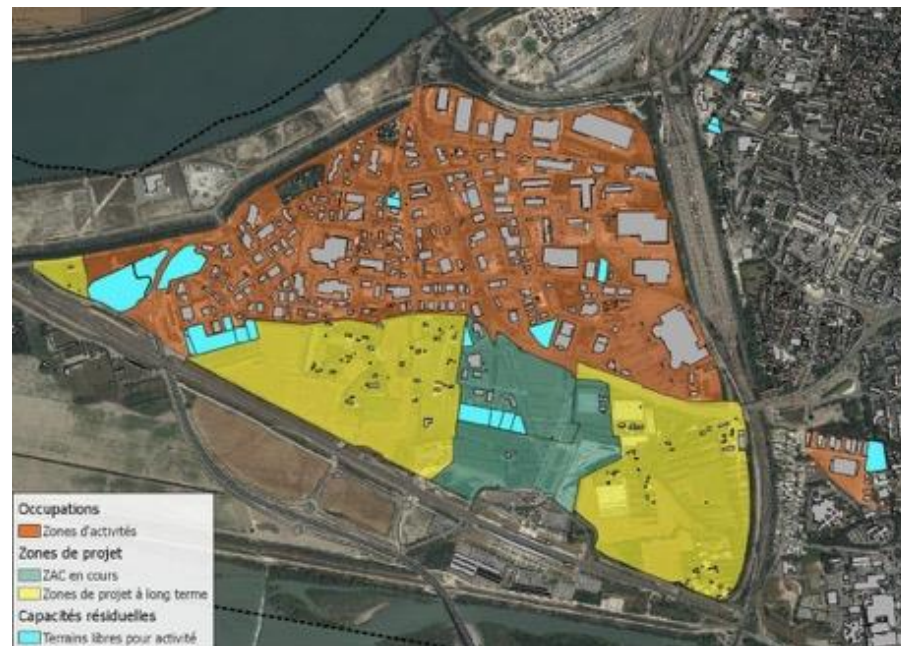 Occupations
Zones d'activités
Zones de projet
ZAC en cours
Zones de projet à long terme
Capacités résiduelles
Terrains libres pour activité